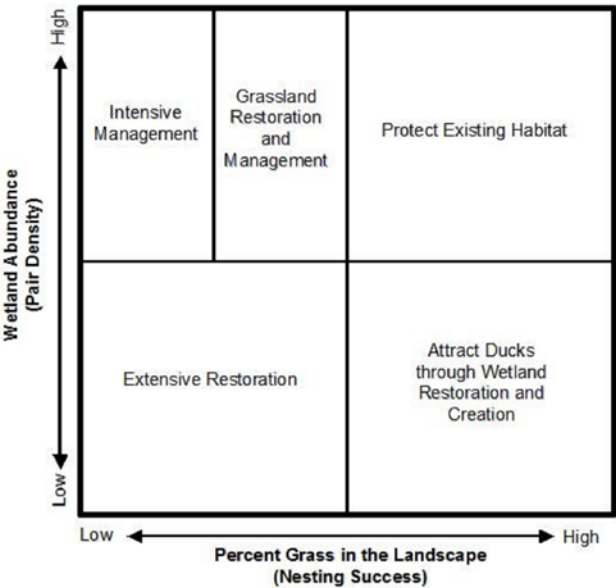 High
Wetland Abundance
(Pair Density)
Low
Intensive
Management
Grassland
Restoration
and
Management
Protect Existing Habitat
Extensive Restoration
Attract Ducks
through Wetland
Restoration and
Creation
Low
High
Percent Grass in the Landscape
(Nesting Success)